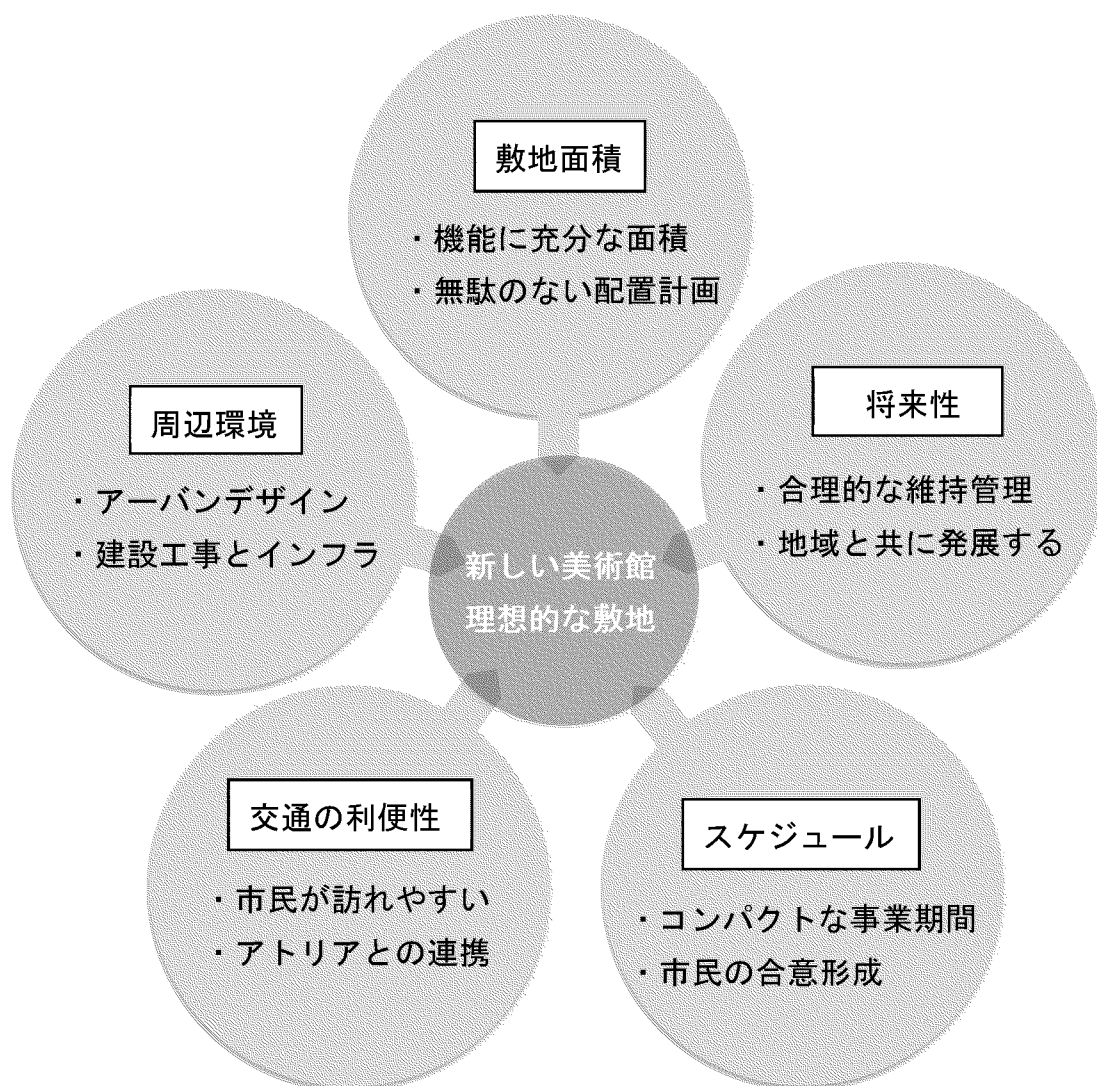 敷地面積
・機能に充分な面積
・無駄のない配置計画
周辺環境
・アーバンデザイン
・建設工事とインフラ
将来性
・合理的な維持管理
・地域と共に発展する
新しい美術館
理想的な敷地
交通の利便性
・市民が訪れやすい
・アトリアとの連携
スケジュール
・コンパクトな事業期間
・市民の合意形成